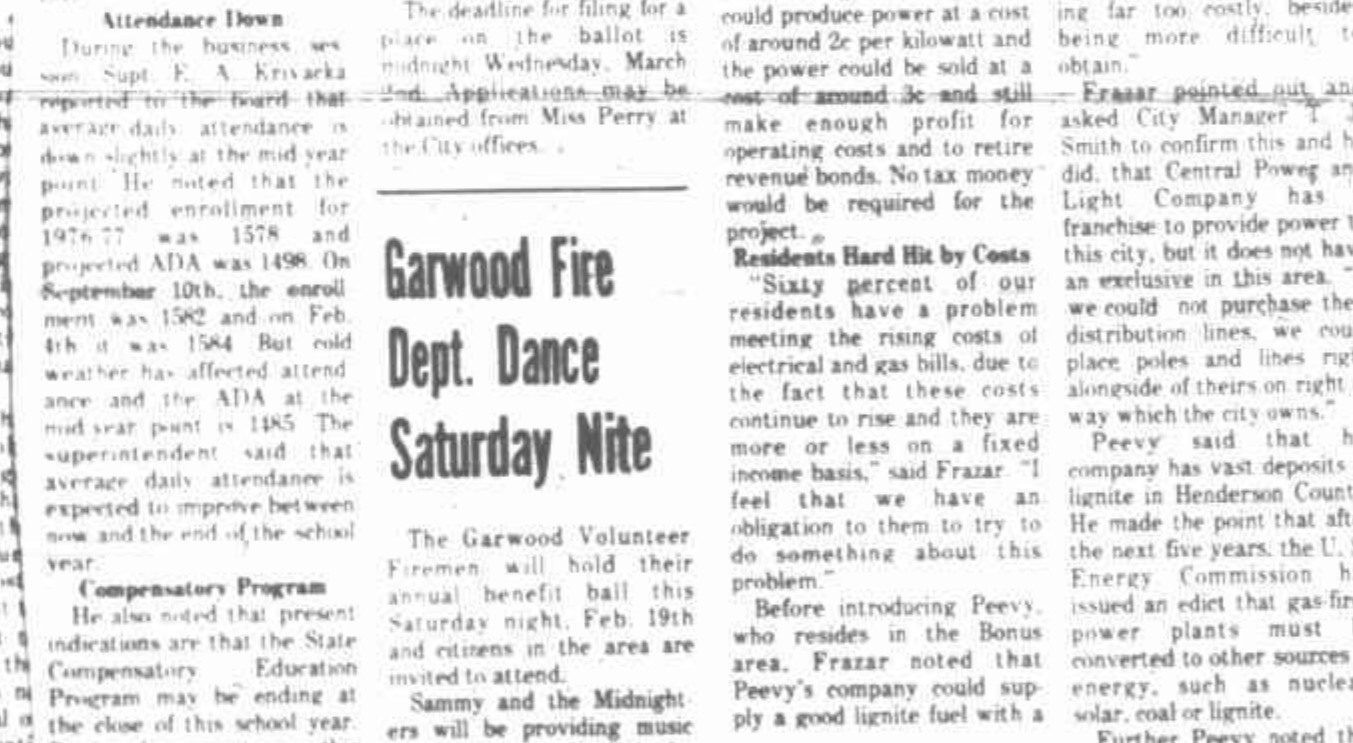 Attendance Down
During the business ses
sion, Supt. E. A. Krivacka
reported to the board that
average daily attendance is
down slightly at the mid year
point. He noted that the
projected enrollment for
1976-77 was 1578 and
projected ADA was 1498. On
September 10th, the enroll
ment was 1582 and on Feb.
4th it was 1584. But cold
weather has affected attend
ance and the ADA at the
mid year point is 1485. The
superintendent said that
average daily attendance is
expected to improve between
now and the end of the school
year.
Compensatory Program
He also noted that present
indications are that the State
Compensatory Education
Program may be ending at
the close of this school year.
The deadline for filing for a
place on the ballot is
midnight Wednesday, March
2nd. Applications may be
obtained from Miss Perry at
the City offices.
Garwood Fire
Dept. Dance
Saturday Nite
The Garwood Volunteer
Firemen will hold their
annual benefit ball this
Saturday night, Feb. 19th
and citizens in the area are
invited to attend.
Sammy and the Midnight-
ers will be providing music
could produce power at a cost
of around 2c per kilowatt and
the power could be sold at a
cost of around 3c and still
make enough profit for
operating costs and to retire
revenue bonds. No tax money
would be required for the
project.
Residents Hard Hit by Costs
"Sixty percent of our
residents have a problem
meeting the rising costs of
electrical and gas bills, due to
the fact that these costs
continue to rise and they are
more or less on a fixed
income basis," said Frazar. "I
feel that we have an
obligation to them to try to
do something about this
problem."
Before introducing Peevy,
who resides in the Bonus
area, Frazar noted that
Peevy's company could sup-
ply a good lignite fuel with a
ing far too costly, beside
being more difficult t
obtain."
Frazar pointed out an
asked City Manager T. J
Smith to confirm this and h
did, that Central Power an
Light Company has
franchise to provide power t
this city, but it does not hav
an exclusive in this area. "
we could not purchase the
distribution lines, we cou
place poles and lines rig
alongside of theirs on right
way which the city owns."
Peevy said that h
company has vast deposits
lignite in Henderson Count
He made the point that aft
the next five years, the U. S
Energy Commission h
issued an edict that gas-fir
power plants must
converted to other sources
energy, such as nuclea
solar, coal or lignite.
Further Peevy noted th